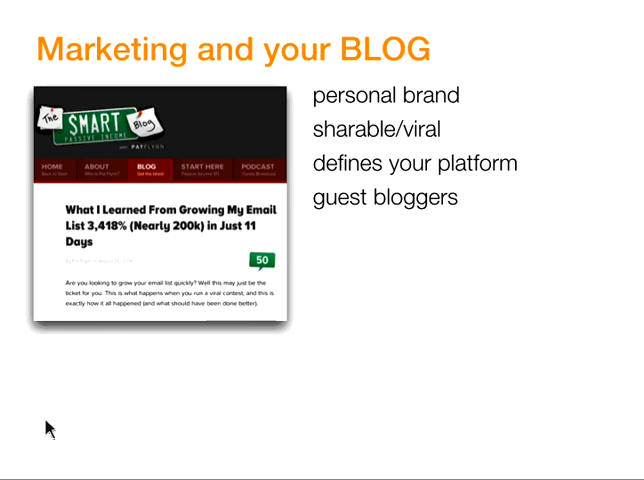 Marketing and your BLOG
The
SMART
Blog
PASSIVE INCOME
WITH PAT FLYNN
HOME ABOUT BLOG START HERE PODCAST
What I Learned From Growing My Email
List 3,418% (Nearly 200k) in Just 11
Days
50
Are you looking to grow your email list quickly? Well this may just be the
ticket for you. This is what happens when you run a viral contest, and this is
exactly how it all happened (and what should have been done better).
personal brand
sharable/viral
defines your platform
guest bloggers